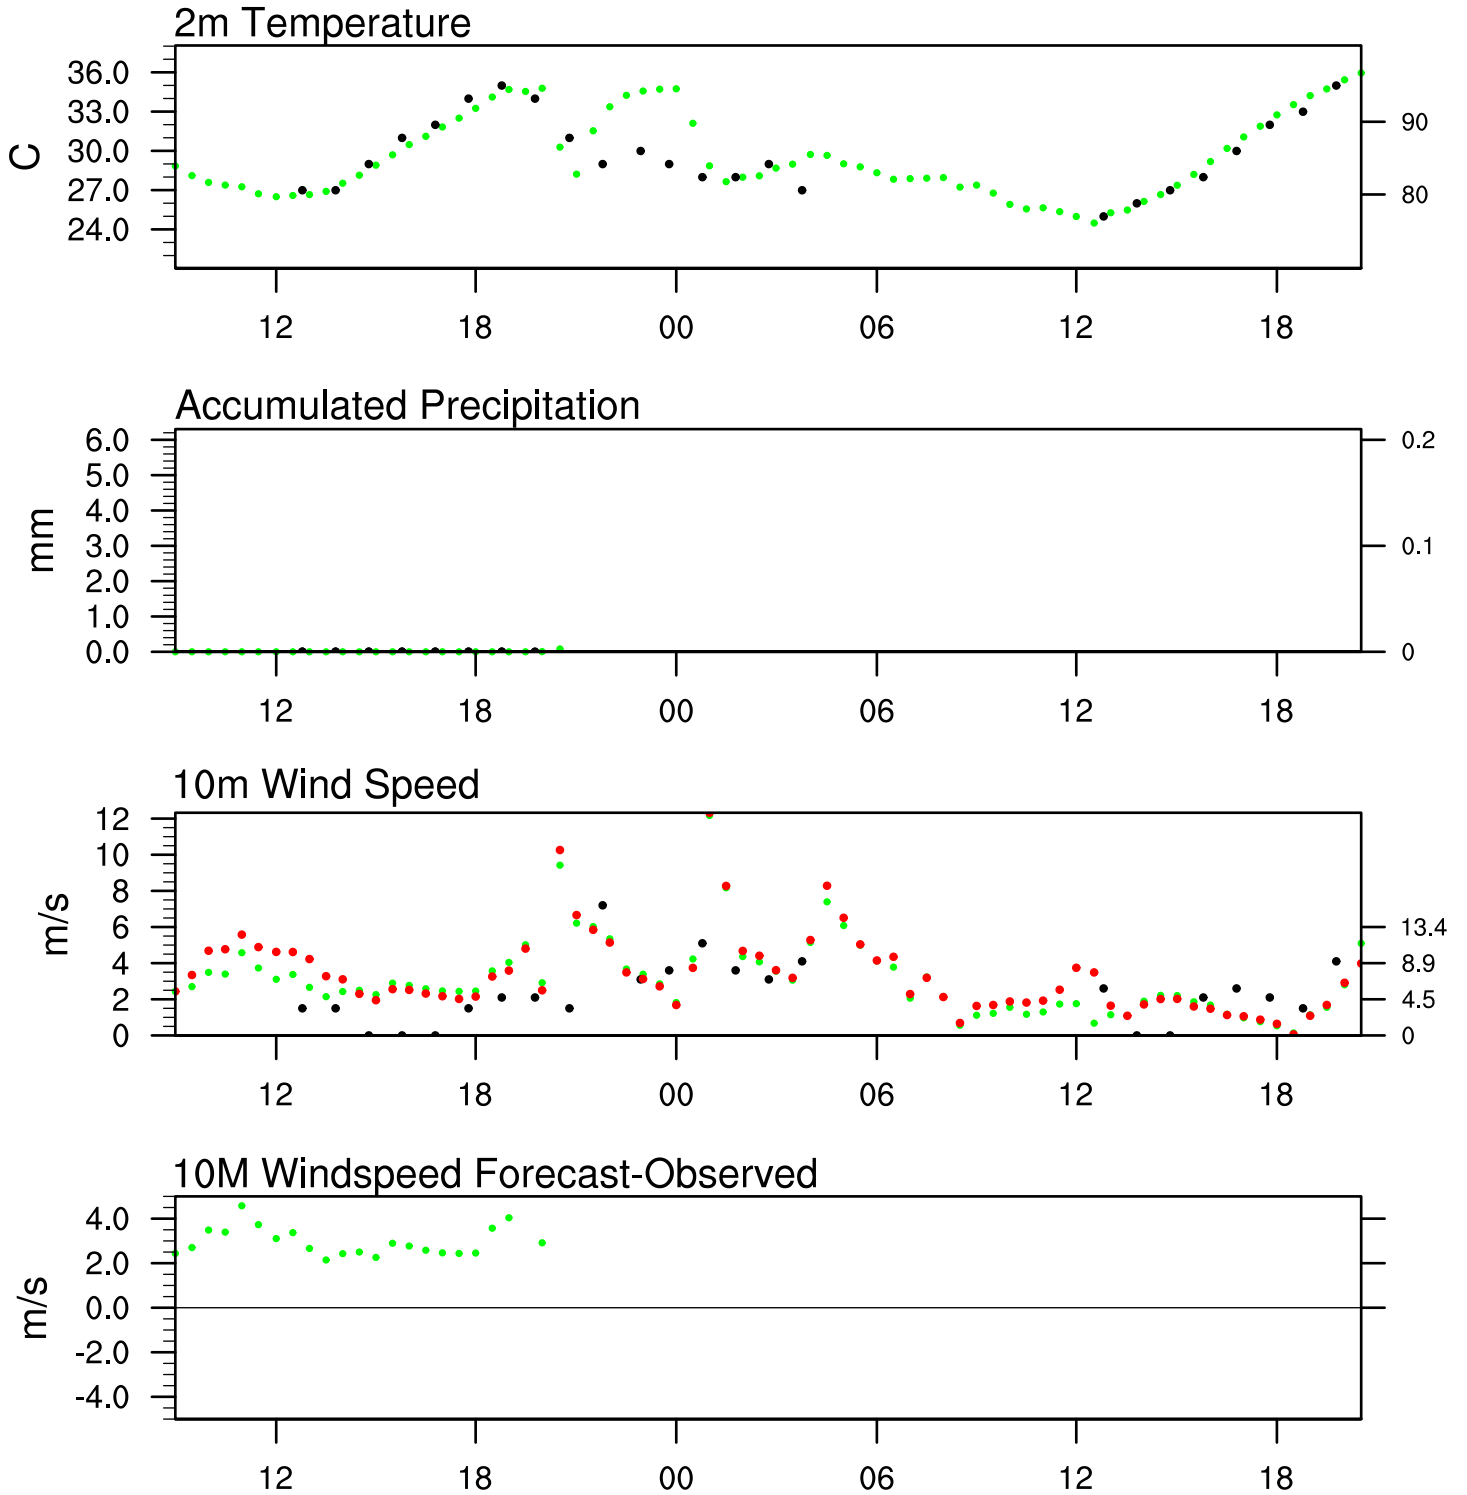 2m Temperature
36.0
33.0
30.0
27.0
24.0
C
90
80
12 18 00 06 12 18
Accumulated Precipitation
6.0
5.0
4.0
3.0
2.0
1.0
0.0
mm
0.2
0.1
0
12 18 00 06 12 18
10m Wind Speed
12
10
8
6
4
2
0
m/s
13.4
8.9
4.5
0
12 18 00 06 12 18
10M Windspeed Forecast-Observed
4.0
2.0
0.0
-2.0
-4.0
m/s
12 18 00 06 12 18